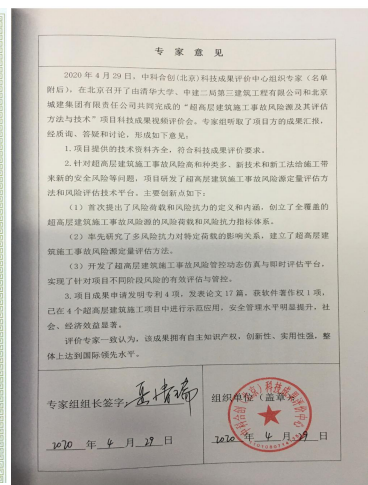 专 家 意 见
2020 年 4 月 29 日，中科合创(北京)科技成果评价中心组织专家（名单
附后），在北京召开了由清华大学、中建二局第三建筑工程有限公司和北京
城建集团有限责任公司共同完成的“超高层建筑施工事故风险源及其评估
方法与技术”项目科技成果视频评价会。专家组听取了项目方的成果汇报，
经质询、答疑和讨论，形成如下意见：
1.项目提供的技术资料齐全，符合科技成果评价要求。
2.针对超高层建筑施工事故风险高和种类多、新技术和新工法给施工带
来新的安全风险等问题，项目研发了超高层建筑施工事故风险源定量评估方
法和风险评估技术平台。主要创新点如下：
（1）首次提出了风险荷载和风险抗力的定义和内涵，创立了全覆盖的
超高层建筑施工事故风险源的风险荷载和风险抗力指标体系。
（2）率先研究了多风险抗力对特定荷载的影响关系，建立了超高层建
筑施工事故风险源定量评估方法。
（3）开发了超高层建筑施工事故风险管控动态仿真与即时评估平台，
实现了针对项目不同阶段风险的有效评估与管控。
3.项目成果申请发明专利 4 项，发表论文 17 篇，获软件著作权 1 项，
已在 4 个超高层建筑施工项目中进行示范应用，安全管理水平明显提升，社
会、经济效益显著。
评价专家一致认为，该成果拥有自主知识产权，创新性、实用性强，整
体上达到国际领先水平。
专家组组长签字：岳清瑞
2020 年 4 月 29 日
组织单位（盖章）
中科合创（北京）科技成果评价中心
2020 年 4 月 29 日